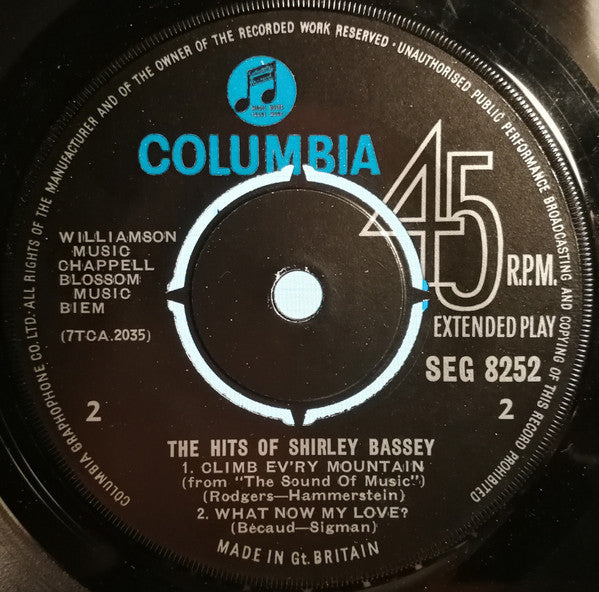 COLUMBIA GRAPHOPHONE CO. LTD. ALL RIGHTS OF THE MANUFACTURER AND OF THE OWNER OF THE RECORDED WORK RESERVED · UNAUTHORISED PUBLIC PERFORMANCE BROADCASTING AND COPYING OF THIS RECORD PROHIBITED
COLUMBIA
45
R.P.M.
EXTENDED PLAY
WILLIAMSON
MUSIC
CHAPPELL
BLOSSOM
MUSIC
BIEM
(7TCA.2035)
SEG 8252
2
2
THE HITS OF SHIRLEY BASSEY
1. CLIMB EV'RY MOUNTAIN
(from "The Sound Of Music")
(Rodgers—Hammerstein)
2. WHAT NOW MY LOVE?
(Bécaud—Sigman)
MADE IN Gt. BRITAIN